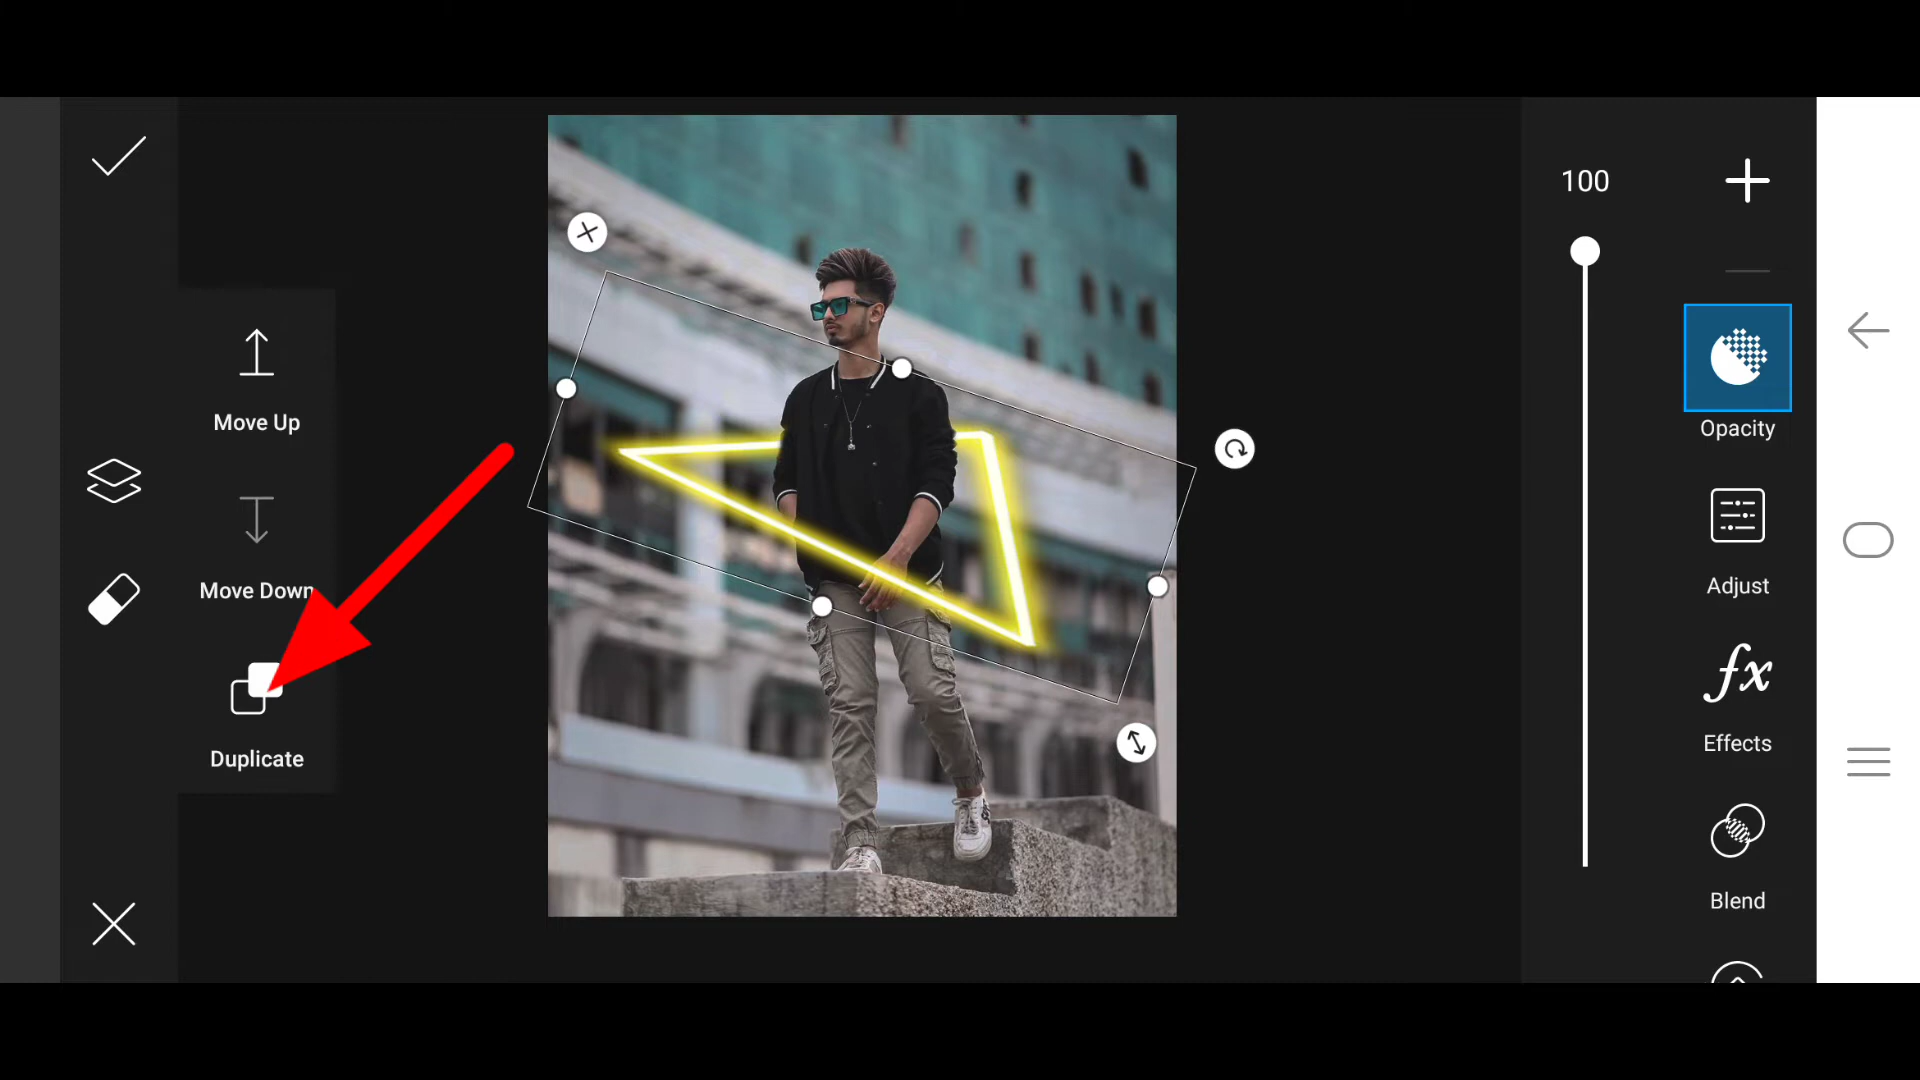 100
Move Up
Opacity
Move Down
Adjust
fx
Effects
Duplicate
Blend